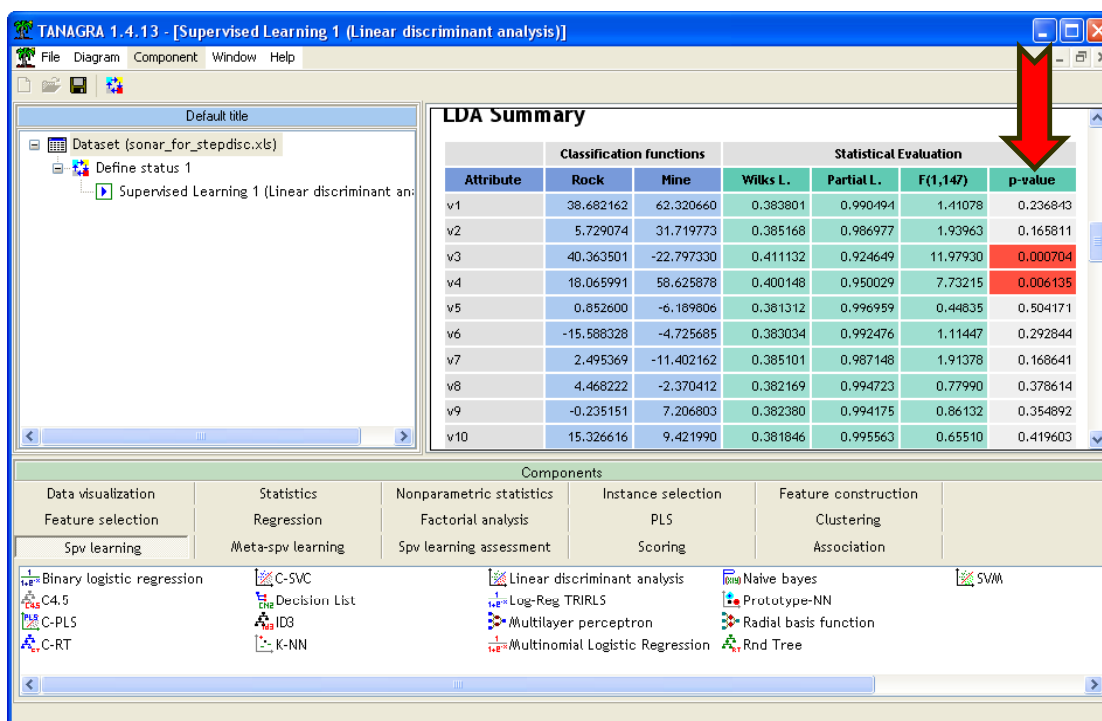 TANAGRA 1.4.13 - [Supervised Learning 1 (Linear discriminant analysis)]
File Diagram Component Window Help
Default title
Dataset (sonar_for_stepdisc.xls)
Define status 1
Supervised Learning 1 (Linear discriminant an
LDA Summary
Classification functions Statistical Evaluation
Attribute Rock Mine Wilks L. Partial L. F(1,147) p-value
v1 38.682162 62.320660 0.383801 0.990494 1.41078 0.236843
v2 5.729074 31.719773 0.385168 0.986977 1.93963 0.165811
v3 40.363501 -22.797330 0.411132 0.924649 11.97930 0.000704
v4 18.065991 58.625878 0.400148 0.950029 7.73215 0.006135
v5 0.852600 -6.189806 0.381312 0.996959 0.44835 0.504171
v6 -15.588328 -4.725685 0.383034 0.992476 1.11447 0.292844
v7 2.495369 -11.402162 0.385101 0.987148 1.91378 0.168641
v8 4.468222 -2.370412 0.382169 0.994723 0.77990 0.378614
v9 -0.235151 7.206803 0.382380 0.994175 0.86132 0.354892
v10 15.326616 9.421990 0.381846 0.995563 0.65510 0.419603
Components
Data visualization Statistics Nonparametric statistics Instance selection Feature construction
Feature selection Regression Factorial analysis PLS Clustering
Spv learning Meta-spv learning Spv learning assessment Scoring Association
Binary logistic regression C-SVC Linear discriminant analysis Naive bayes SVM
C4.5 Decision List Log-Reg TRIRLS Prototype-NN
C-PLS ID3 Multilayer perceptron Radial basis function
C-RT K-NN Multinomial Logistic Regression Rnd Tree